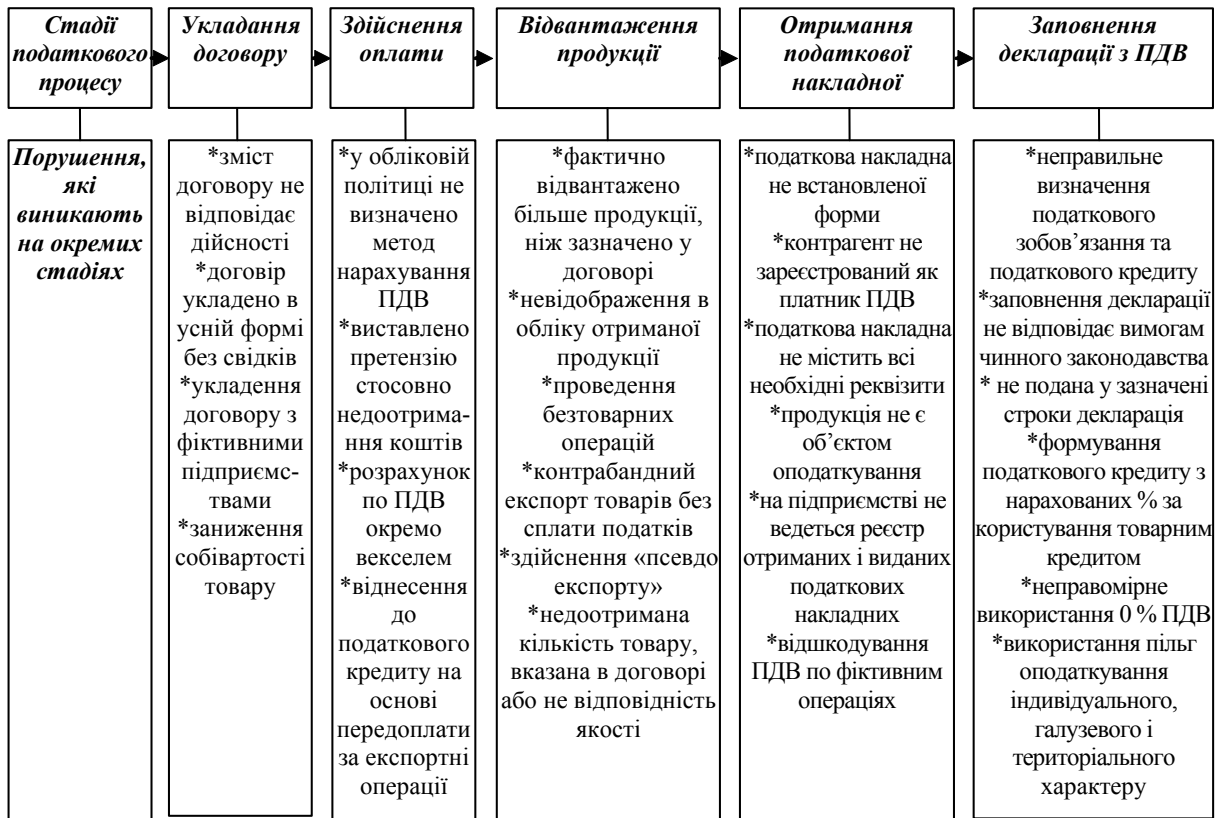 Стадії
податкового
процесу
Укладання
договору
Здійснення
оплати
Відвантаження
продукції
Отримання
податкової
накладної
Заповнення
декларації з ПДВ
Порушення,
які
виникають
на окремих
стадіях
*зміст
договору не
відповідає
дійсності
*договір
укладено в
усній формі
без свідків
*укладення
договору з
фіктивними
підприємс-
твами
*заниження
собівартості
товару
*у обліковій
політиці не
визначено
метод
нарахування
ПДВ
*виставлено
претензію
стосовно
недоотрима-
ння коштів
*розрахунок
по ПДВ
окремо
векселем
*віднесення
до
податкового
кредиту на
основі
передоплати
за експортні
операції
*фактично
відвантажено
більше продукції,
ніж зазначено у
договорі
*невідображення в
обліку отриманої
продукції
*проведення
безтоварних
операцій
*контрабандний
експорт товарів без
сплати податків
*здійснення «псевдо
експорту»
*недоотримана
кількість товару,
вказана в договорі
або не відповідність
якості
*податкова накладна
не встановленої
форми
*контрагент не
зареєстрований як
платник ПДВ
*податкова накладна
не містить всі
необхідні реквізити
*продукція не є
об’єктом
оподаткування
*на підприємстві не
ведеться реєстр
отриманих і виданих
податкових
накладних
*відшкодування
ПДВ по фіктивним
операціях
*неправильне
визначення
податкового
зобов’язання та
податкового кредиту
*заповнення декларації
не відповідає вимогам
чинного законодавства
* не подана у зазначені
строки декларація
*формування
податкового кредиту з
нарахованих % за
користування товарним
кредитом
*неправомірне
використання 0 % ПДВ
*використання пільг
оподаткування
індивідуального,
галузевого і
територіального
характеру